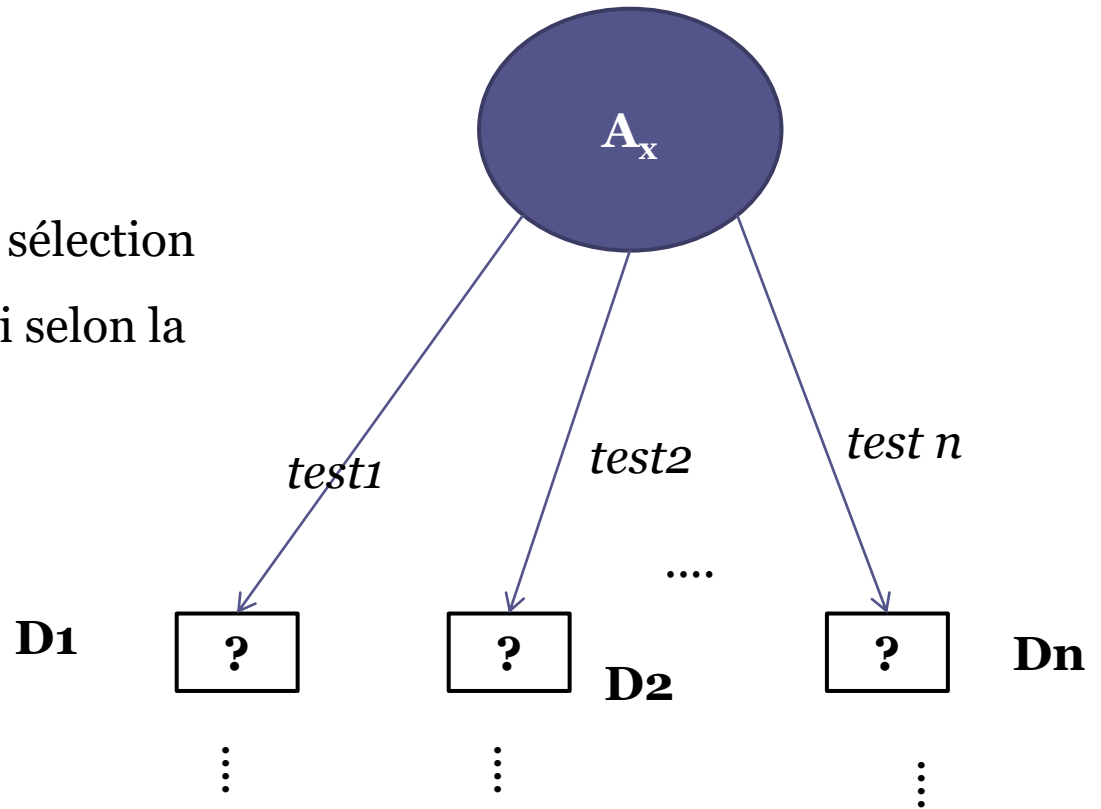 Aₓ
sélection
i selon la
test1
test2
test n
....
D1
?
?
D2
?
Dn